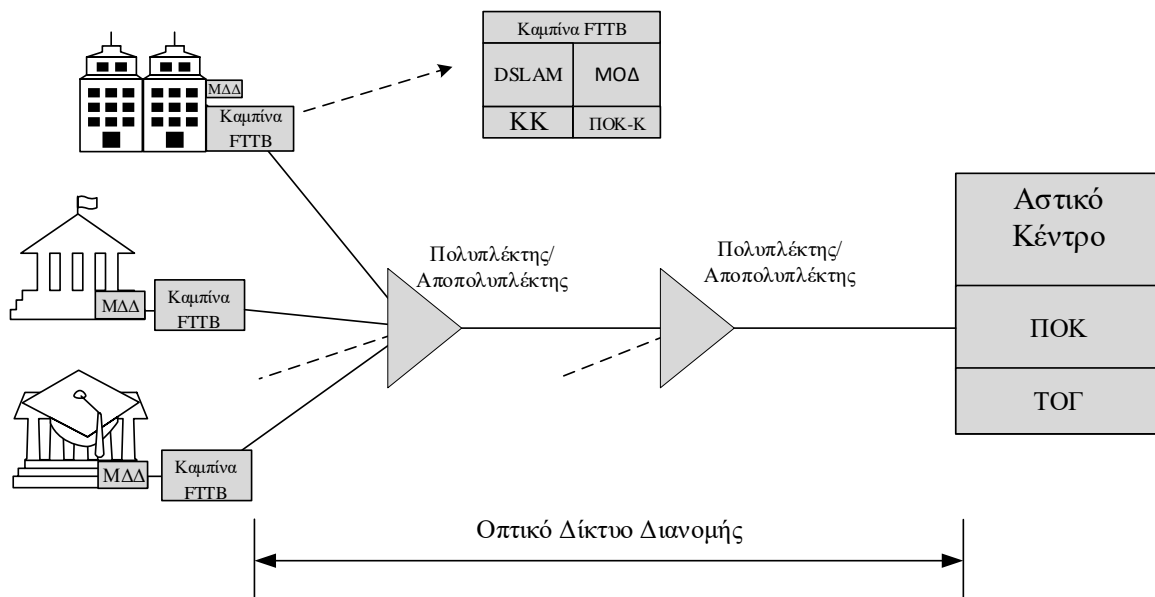 Καμπίνα FTTB
DSLAM
ΜΟΔ
ΚΚ
ΠΟΚ-Κ
ΜΔΔ
Καμπίνα
FTTB
Πολυπλέκτης/
Αποπολυπλέκτης
Πολυπλέκτης/
Αποπολυπλέκτης
Αστικό
Κέντρο
ΠΟΚ
ΤΟΓ
ΜΔΔ
Καμπίνα
FTTB
ΜΔΔ
Καμπίνα
FTTB
Οπτικό Δίκτυο Διανομής